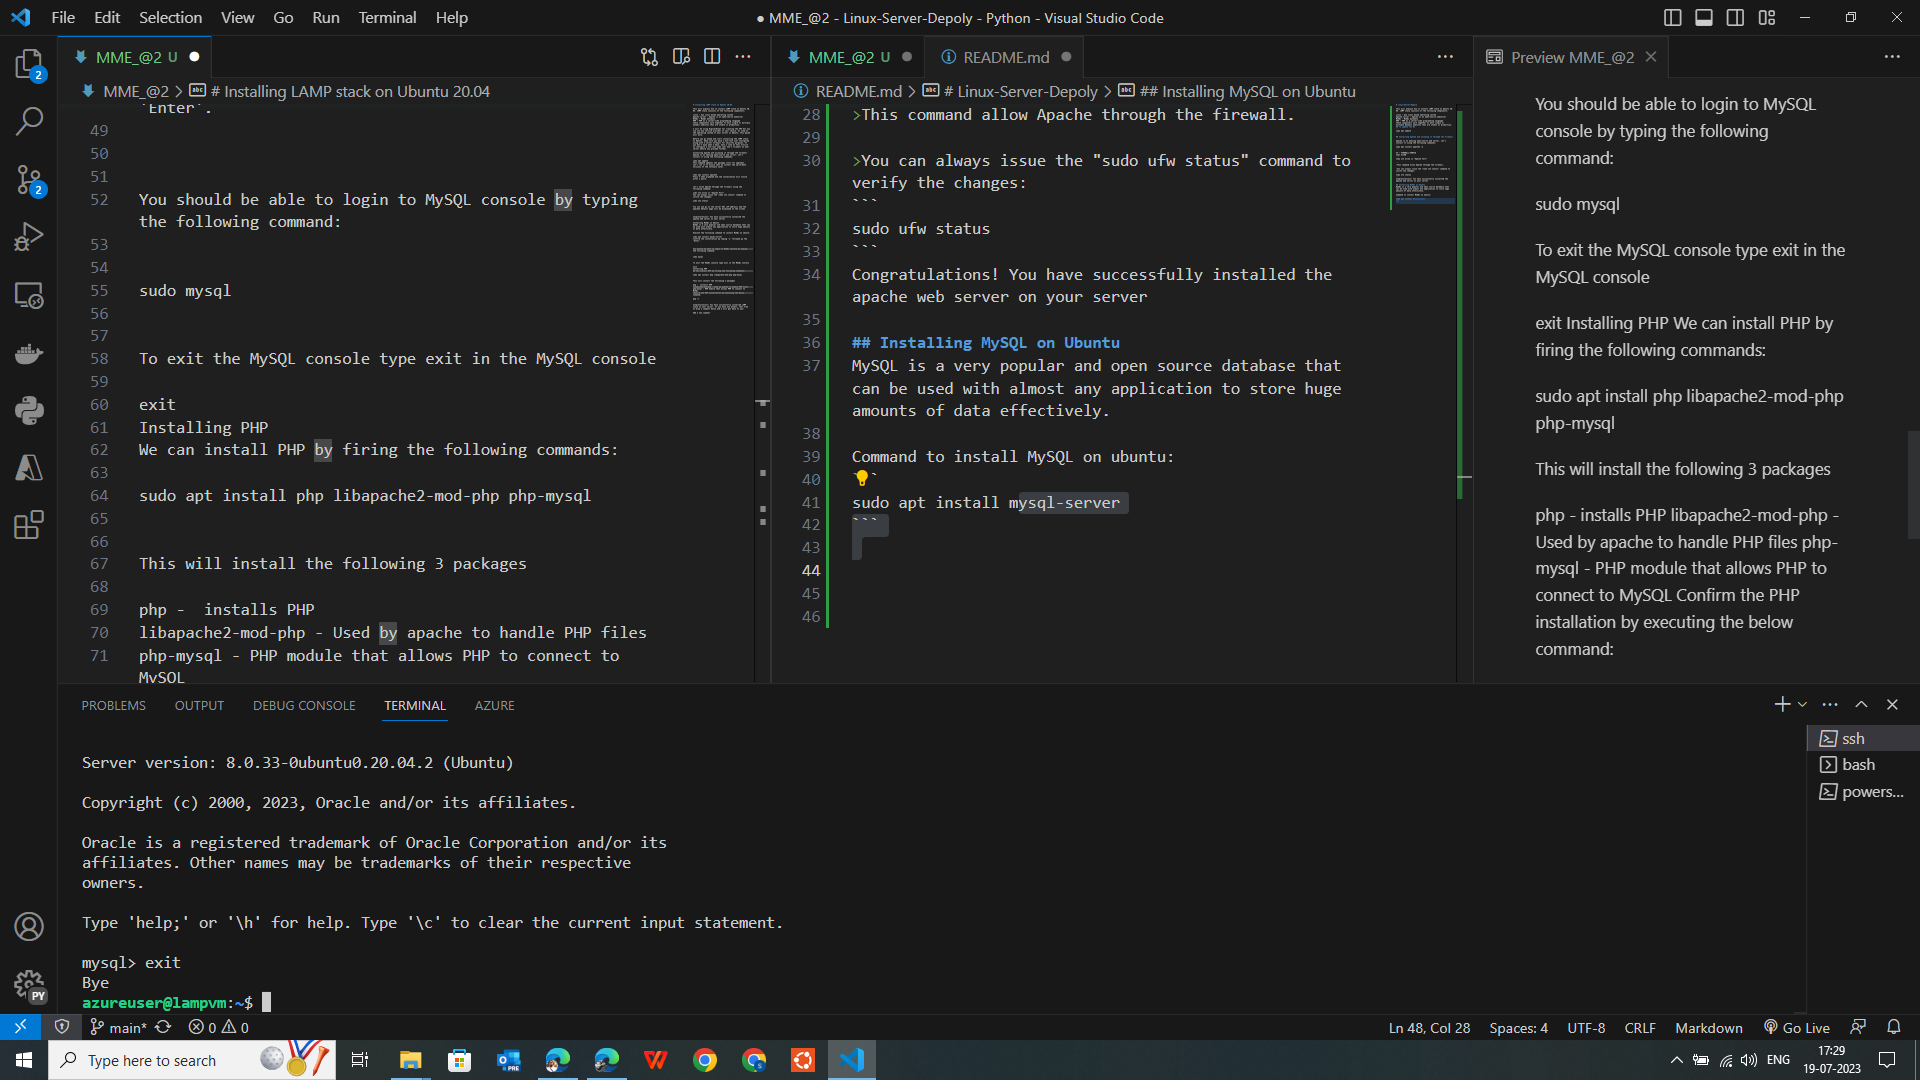 File Edit Selection View Go Run Terminal Help
● MME_@2 - Linux-Server-Depoly - Python - Visual Studio Code
MME_@2 U
MME_@2 > # Installing LAMP stack on Ubuntu 20.04
`Enter`.
49
50
51
52 You should be able to login to MySQL console by typing
the following command:
53
54
55 sudo mysql
56
57
58 To exit the MySQL console type exit in the MySQL console
59
60 exit
61 Installing PHP
62 We can install PHP by firing the following commands:
63
64 sudo apt install php libapache2-mod-php php-mysql
65
66
67 This will install the following 3 packages
68
69 php -  installs PHP
70 libapache2-mod-php - Used by apache to handle PHP files
71 php-mysql - PHP module that allows PHP to connect to
MySQL
MME_@2 U README.md
README.md > # Linux-Server-Depoly > ## Installing MySQL on Ubuntu
28 >This command allow Apache through the firewall.
29
30 >You can always issue the "sudo ufw status" command to
verify the changes:
31 ```
32 sudo ufw status
33 ```
34 Congratulations! You have successfully installed the
apache web server on your server
35
36 ## Installing MySQL on Ubuntu
37 MySQL is a very popular and open source database that
can be used with almost any application to store huge
amounts of data effectively.
38
39 Command to install MySQL on ubuntu:
40 ```
41 sudo apt install mysql-server
42 ```
43
44
45
46
Preview MME_@2
You should be able to login to MySQL
console by typing the following
command:
sudo mysql
To exit the MySQL console type exit in the
MySQL console
exit Installing PHP We can install PHP by
firing the following commands:
sudo apt install php libapache2-mod-php
php-mysql
This will install the following 3 packages
php - installs PHP libapache2-mod-php -
Used by apache to handle PHP files php-
mysql - PHP module that allows PHP to
connect to MySQL Confirm the PHP
installation by executing the below
command:
PROBLEMS OUTPUT DEBUG CONSOLE TERMINAL AZURE
Server version: 8.0.33-0ubuntu0.20.04.2 (Ubuntu)
Copyright (c) 2000, 2023, Oracle and/or its affiliates.
Oracle is a registered trademark of Oracle Corporation and/or its
affiliates. Other names may be trademarks of their respective
owners.
Type 'help;' or '\h' for help. Type '\c' to clear the current input statement.
mysql> exit
Bye
azureuser@lampvm:~$
ssh
bash
powers...
2
2
PY
main* 0 0
Ln 48, Col 28 Spaces: 4 UTF-8 CRLF Markdown Go Live
Type here to search
PRE
ENG
17:29
19-07-2023